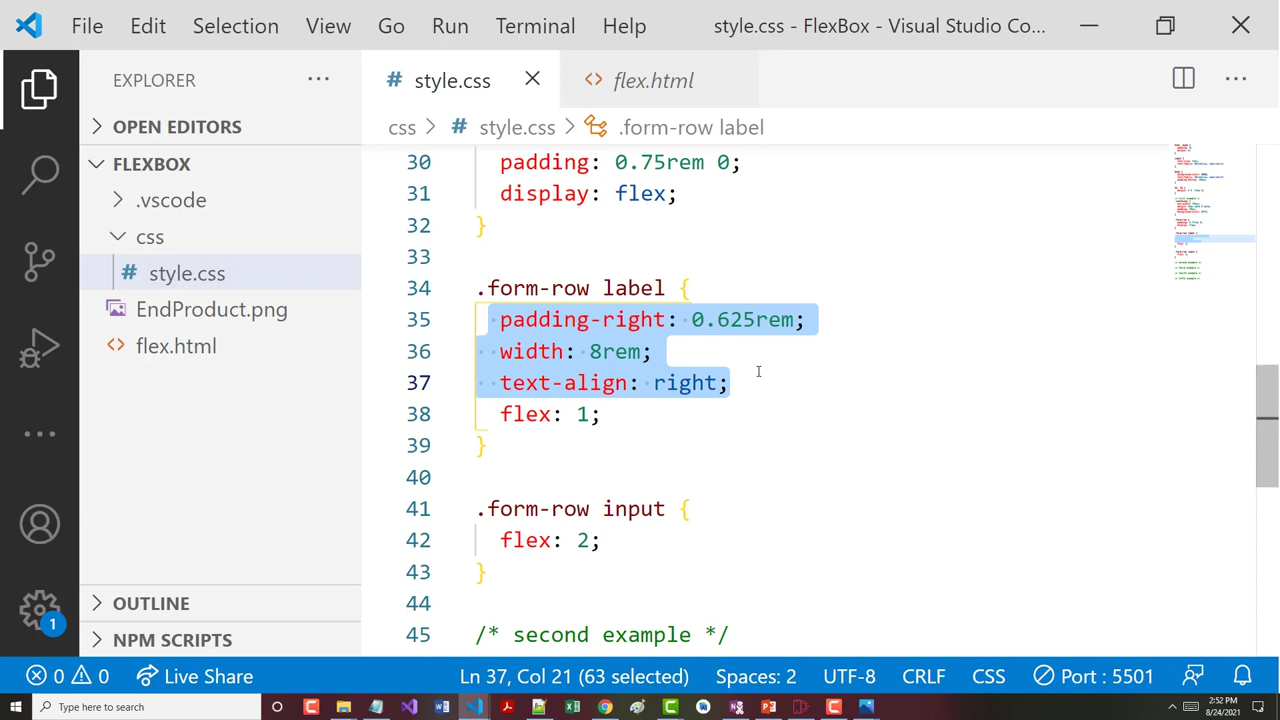 File Edit Selection View Go Run Terminal Help style.css - FlexBox - Visual Studio Co...
EXPLORER
OPEN EDITORS
FLEXBOX
.vscode
css
# style.css
EndProduct.png
<> flex.html
OUTLINE
NPM SCRIPTS
# style.css
<> flex.html
css > # style.css > .form-row label
30 padding: 0.75rem 0;
31 display: flex;
32 }
33
34 .form-row label {
35 padding-right: 0.625rem;
36 width: 8rem;
37 text-align: right;
38 flex: 1;
39 }
40
41 .form-row input {
42 flex: 2;
43 }
44
45 /* second example */
1
0 0 Live Share Ln 37, Col 21 (63 selected) Spaces: 2 UTF-8 CRLF CSS Port : 5501
Type here to search
2:52 PM
8/24/2021